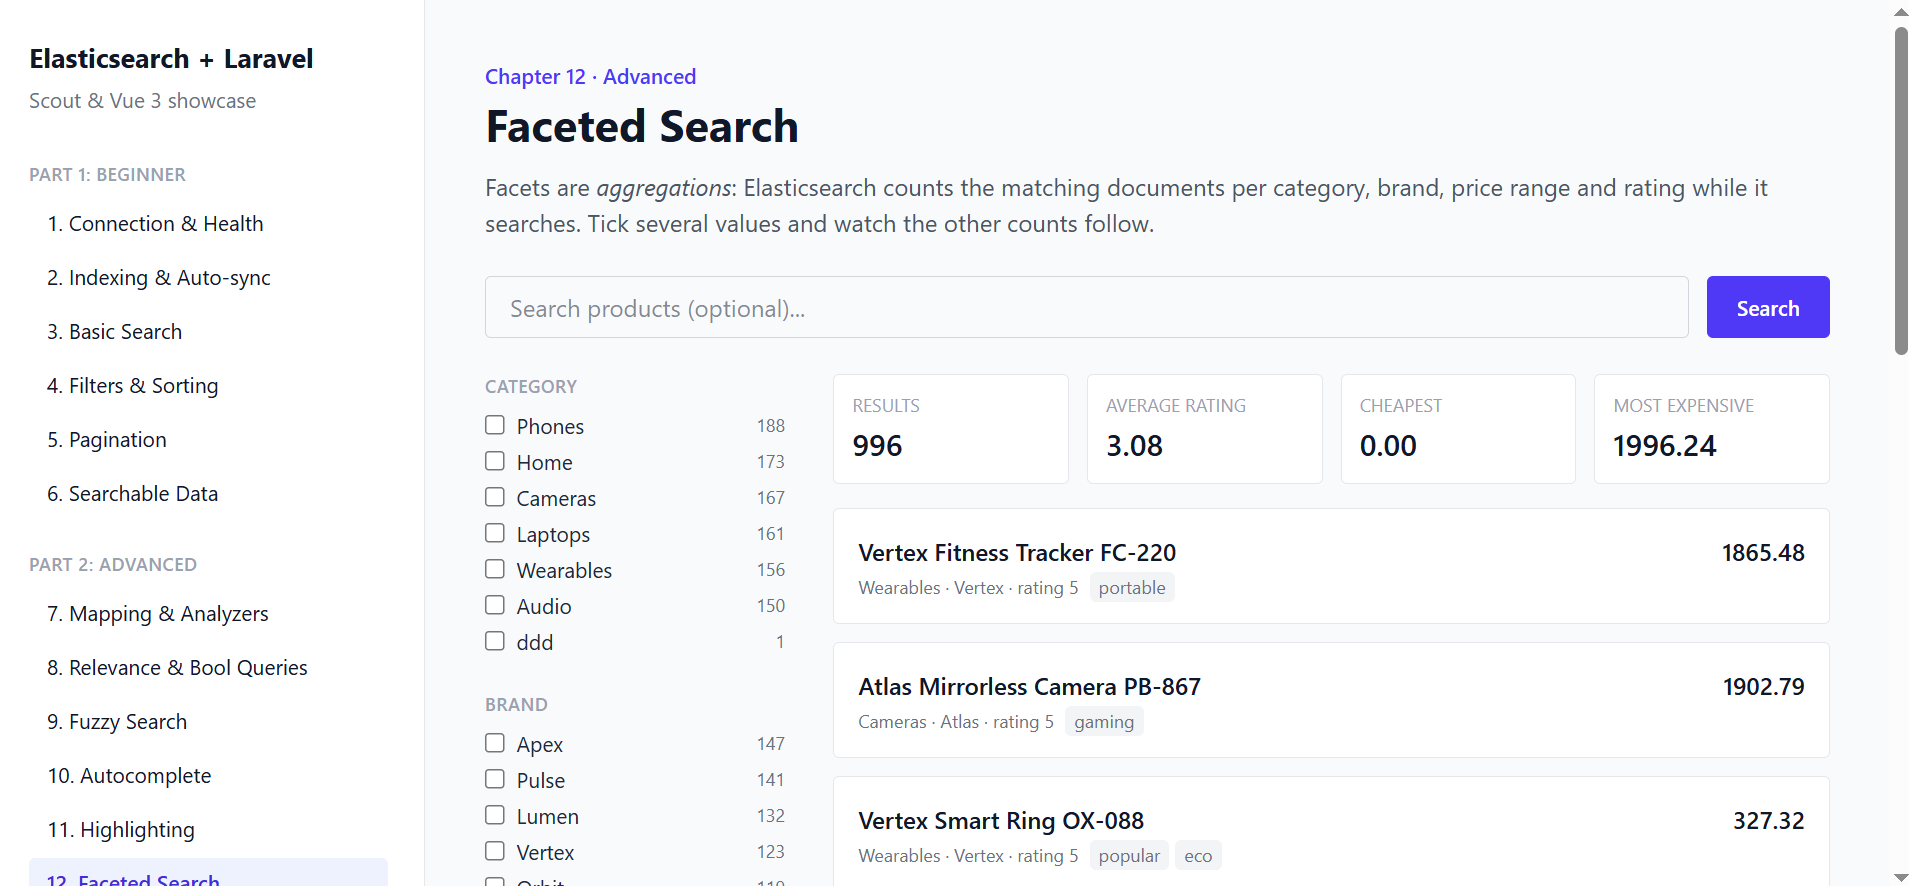 Elasticsearch + Laravel
Scout & Vue 3 showcase
PART 1: BEGINNER
1. Connection & Health
2. Indexing & Auto-sync
3. Basic Search
4. Filters & Sorting
5. Pagination
6. Searchable Data
PART 2: ADVANCED
7. Mapping & Analyzers
8. Relevance & Bool Queries
9. Fuzzy Search
10. Autocomplete
11. Highlighting
12. Faceted Search
Chapter 12 · Advanced
Faceted Search
Facets are aggregations: Elasticsearch counts the matching documents per category, brand, price range and rating while it
searches. Tick several values and watch the other counts follow.
Search products (optional)...
Search
CATEGORY
Phones 188
Home 173
Cameras 167
Laptops 161
Wearables 156
Audio 150
ddd 1
BRAND
Apex 147
Pulse 141
Lumen 132
Vertex 123
Orbit 119
RESULTS
996
AVERAGE RATING
3.08
CHEAPEST
0.00
MOST EXPENSIVE
1996.24
Vertex Fitness Tracker FC-220 1865.48
Wearables · Vertex · rating 5 portable
Atlas Mirrorless Camera PB-867 1902.79
Cameras · Atlas · rating 5 gaming
Vertex Smart Ring OX-088 327.32
Wearables · Vertex · rating 5 popular eco